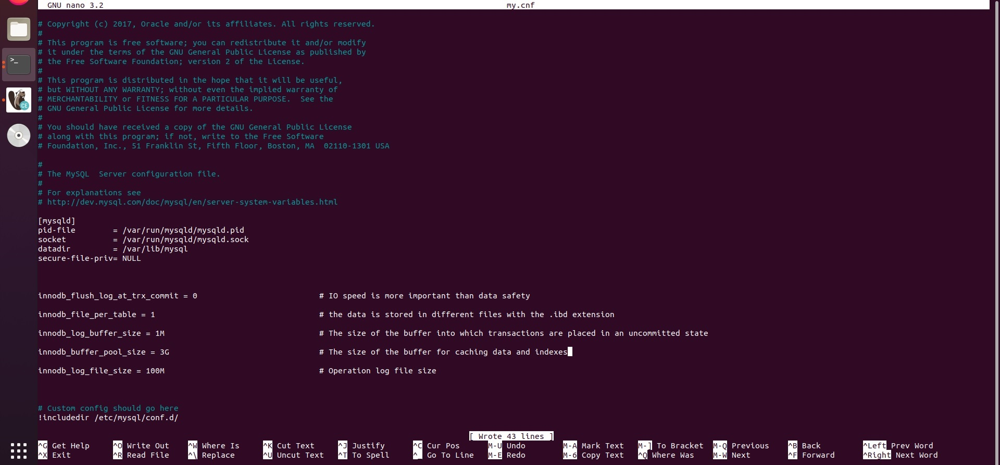 GNU nano 3.2 my.cnf
# Copyright (c) 2017, Oracle and/or its affiliates. All rights reserved.
#
# This program is free software; you can redistribute it and/or modify
# it under the terms of the GNU General Public License as published by
# the Free Software Foundation; version 2 of the License.
#
# This program is distributed in the hope that it will be useful,
# but WITHOUT ANY WARRANTY; without even the implied warranty of
# MERCHANTABILITY or FITNESS FOR A PARTICULAR PURPOSE.  See the
# GNU General Public License for more details.
#
# You should have received a copy of the GNU General Public License
# along with this program; if not, write to the Free Software
# Foundation, Inc., 51 Franklin St, Fifth Floor, Boston, MA  02110-1301 USA
#
# The MySQL  Server configuration file.
#
# For explanations see
# http://dev.mysql.com/doc/mysql/en/server-system-variables.html
[mysqld]
pid-file        = /var/run/mysqld/mysqld.pid
socket          = /var/run/mysqld/mysqld.sock
datadir         = /var/lib/mysql
secure-file-priv= NULL
innodb_flush_log_at_trx_commit = 0 # IO speed is more important than data safety
innodb_file_per_table = 1 # the data is stored in different files with the .ibd extension
innodb_log_buffer_size = 1M # The size of the buffer into which transactions are placed in an uncommitted state
innodb_buffer_pool_size = 3G # The size of the buffer for caching data and indexes
innodb_log_file_size = 100M # Operation log file size
# Custom config should go here
!includedir /etc/mysql/conf.d/
[ Wrote 43 lines ]
^G Get Help ^O Write Out ^W Where Is ^K Cut Text ^J Justify ^C Cur Pos M-U Undo M-A Mark Text M-] To Bracket M-Q Previous ^B Back ^Left Prev Word
^X Exit ^R Read File ^\ Replace ^U Uncut Text ^T To Spell ^_ Go To Line M-E Redo M-6 Copy Text ^Q Where Was M-W Next ^F Forward ^Right Next Word
>_
CE